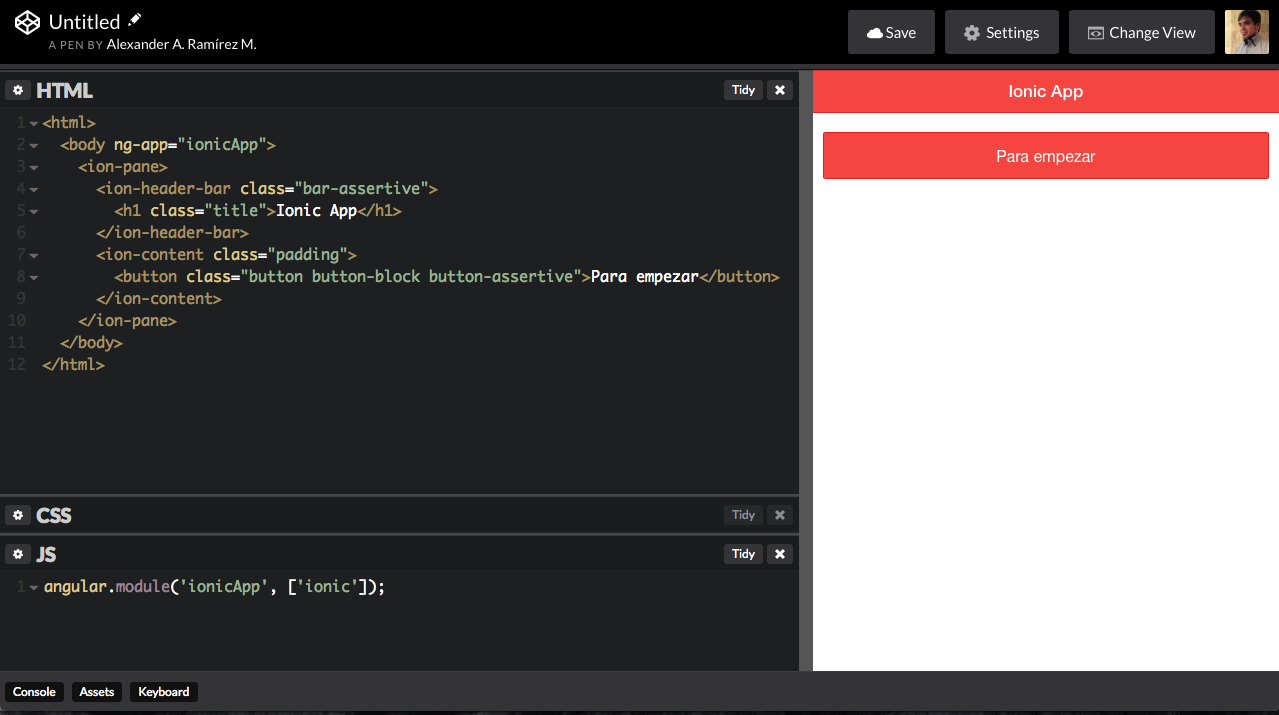 Untitled
A PEN BY Alexander A. Ramírez M.
Save
Settings
Change View
HTML
Tidy
1 <html>
2 <body ng-app="ionicApp">
3 <ion-pane>
4 <ion-header-bar class="bar-assertive">
5 <h1 class="title">Ionic App</h1>
6 </ion-header-bar>
7 <ion-content class="padding">
8 <button class="button button-block button-assertive">Para empezar</button>
9 </ion-content>
10 </ion-pane>
11 </body>
12 </html>
CSS
Tidy
JS
Tidy
1 angular.module('ionicApp', ['ionic']);
Ionic App
Para empezar
Console
Assets
Keyboard